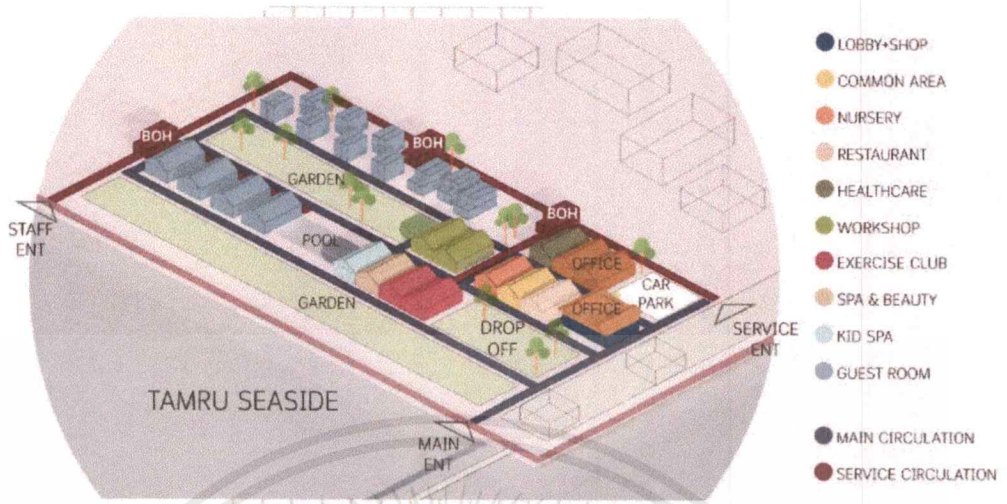 LOBBY+SHOP
COMMON AREA
NURSERY
RESTAURANT
HEALTHCARE
WORKSHOP
EXERCISE CLUB
SPA & BEAUTY
KID SPA
GUEST ROOM
MAIN CIRCULATION
SERVICE CIRCULATION
BOH
BOH
GARDEN
STAFF
ENT
BOH
POOL
OFFICE
GARDEN
CAR
PARK
OFFICE
DROP
OFF
SERVICE
ENT
TAMRU SEASIDE
MAIN
ENT